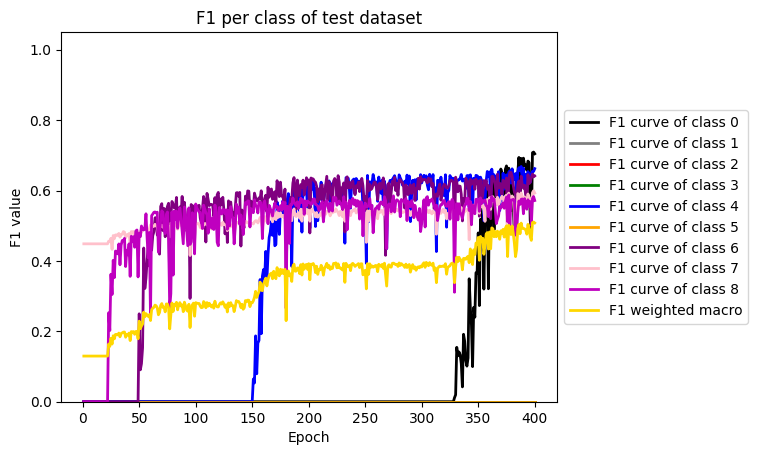 F1 per class of test dataset
F1 value
1.0
0.8
0.6
0.4
0.2
0.0
0
50
100
150
200
250
300
350
400
Epoch
F1 curve of class 0
F1 curve of class 1
F1 curve of class 2
F1 curve of class 3
F1 curve of class 4
F1 curve of class 5
F1 curve of class 6
F1 curve of class 7
F1 curve of class 8
F1 weighted macro